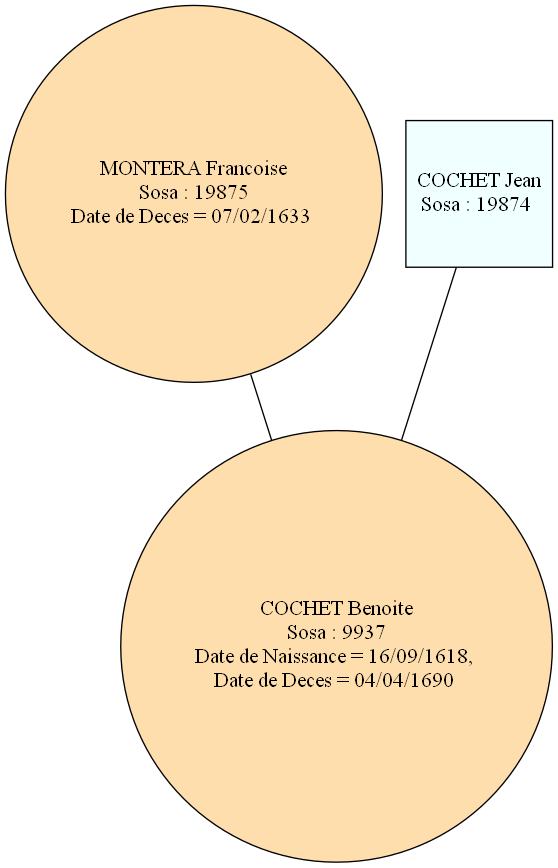 MONTERA Francoise
Sosa : 19875
Date de Deces = 07/02/1633
COCHET Jean
Sosa : 19874
COCHET Benoite
Sosa : 9937
Date de Naissance = 16/09/1618,
Date de Deces = 04/04/1690